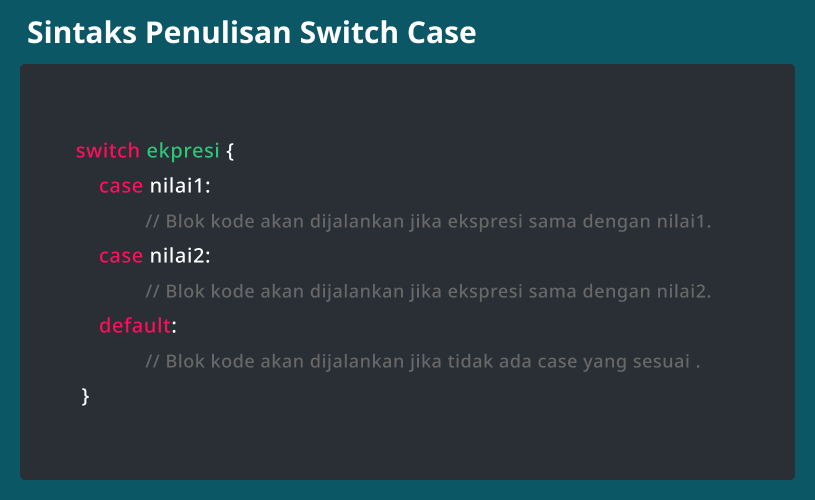 Sintaks Penulisan Switch Case
switch ekpresi {
case nilai1:
// Blok kode akan dijalankan jika ekspresi sama dengan nilai1.
case nilai2:
// Blok kode akan dijalankan jika ekspresi sama dengan nilai2.
default:
// Blok kode akan dijalankan jika tidak ada case yang sesuai .
}